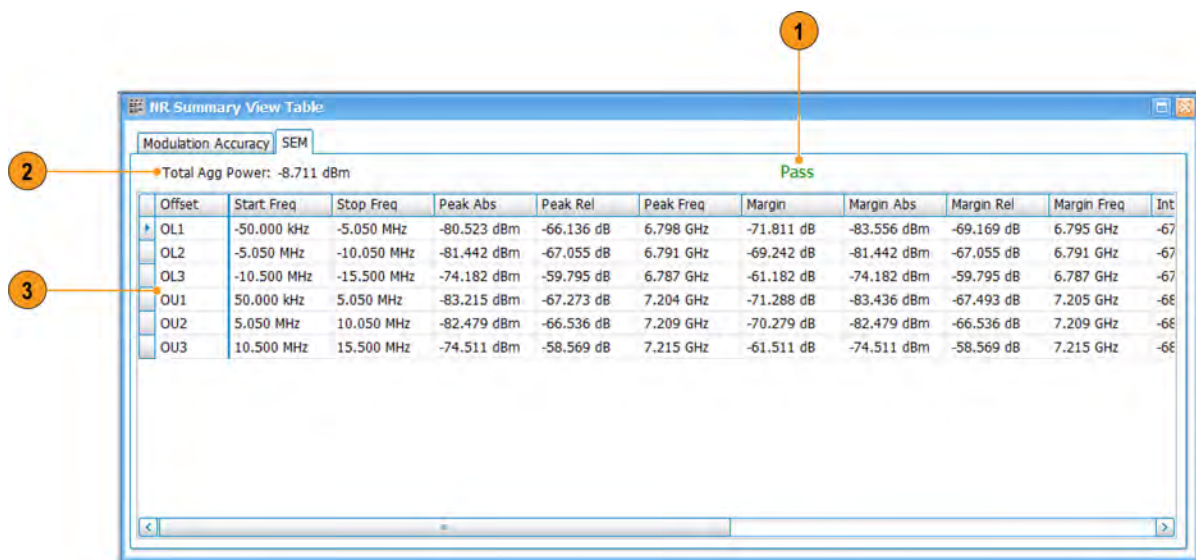 1
NR Summary View Table
Modulation Accuracy SEM
2 Total Agg Power: -8.711 dBm Pass
Offset Start Freq Stop Freq Peak Abs Peak Rel Peak Freq Margin Margin Abs Margin Rel Margin Freq Int
OL1 -50.000 kHz -5.050 MHz -80.523 dBm -66.136 dB 6.798 GHz -71.811 dB -83.556 dBm -69.169 dB 6.795 GHz -67
OL2 -5.050 MHz -10.050 MHz -81.442 dBm -67.055 dB 6.791 GHz -69.242 dB -81.442 dBm -67.055 dB 6.791 GHz -67
OL3 -10.500 MHz -15.500 MHz -74.182 dBm -59.795 dB 6.787 GHz -61.182 dB -74.182 dBm -59.795 dB 6.787 GHz -67
3 OU1 50.000 kHz 5.050 MHz -83.215 dBm -67.273 dB 7.204 GHz -71.288 dB -83.436 dBm -67.493 dB 7.205 GHz -68
OU2 5.050 MHz 10.050 MHz -82.479 dBm -66.536 dB 7.209 GHz -70.279 dB -82.479 dBm -66.536 dB 7.209 GHz -68
OU3 10.500 MHz 15.500 MHz -74.511 dBm -58.569 dB 7.215 GHz -61.511 dB -74.511 dBm -58.569 dB 7.215 GHz -68